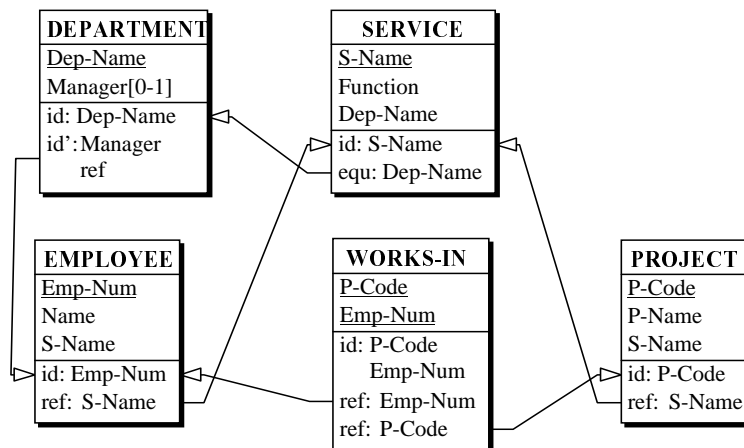 DEPARTMENT
Dep-Name
Manager[0-1]
id: Dep-Name
id’: Manager
ref
SERVICE
S-Name
Function
Dep-Name
id: S-Name
equ: Dep-Name
EMPLOYEE
Emp-Num
Name
S-Name
id: Emp-Num
ref: S-Name
WORKS-IN
P-Code
Emp-Num
id: P-Code
Emp-Num
ref: Emp-Num
ref: P-Code
PROJECT
P-Code
P-Name
S-Name
id: P-Code
ref: S-Name